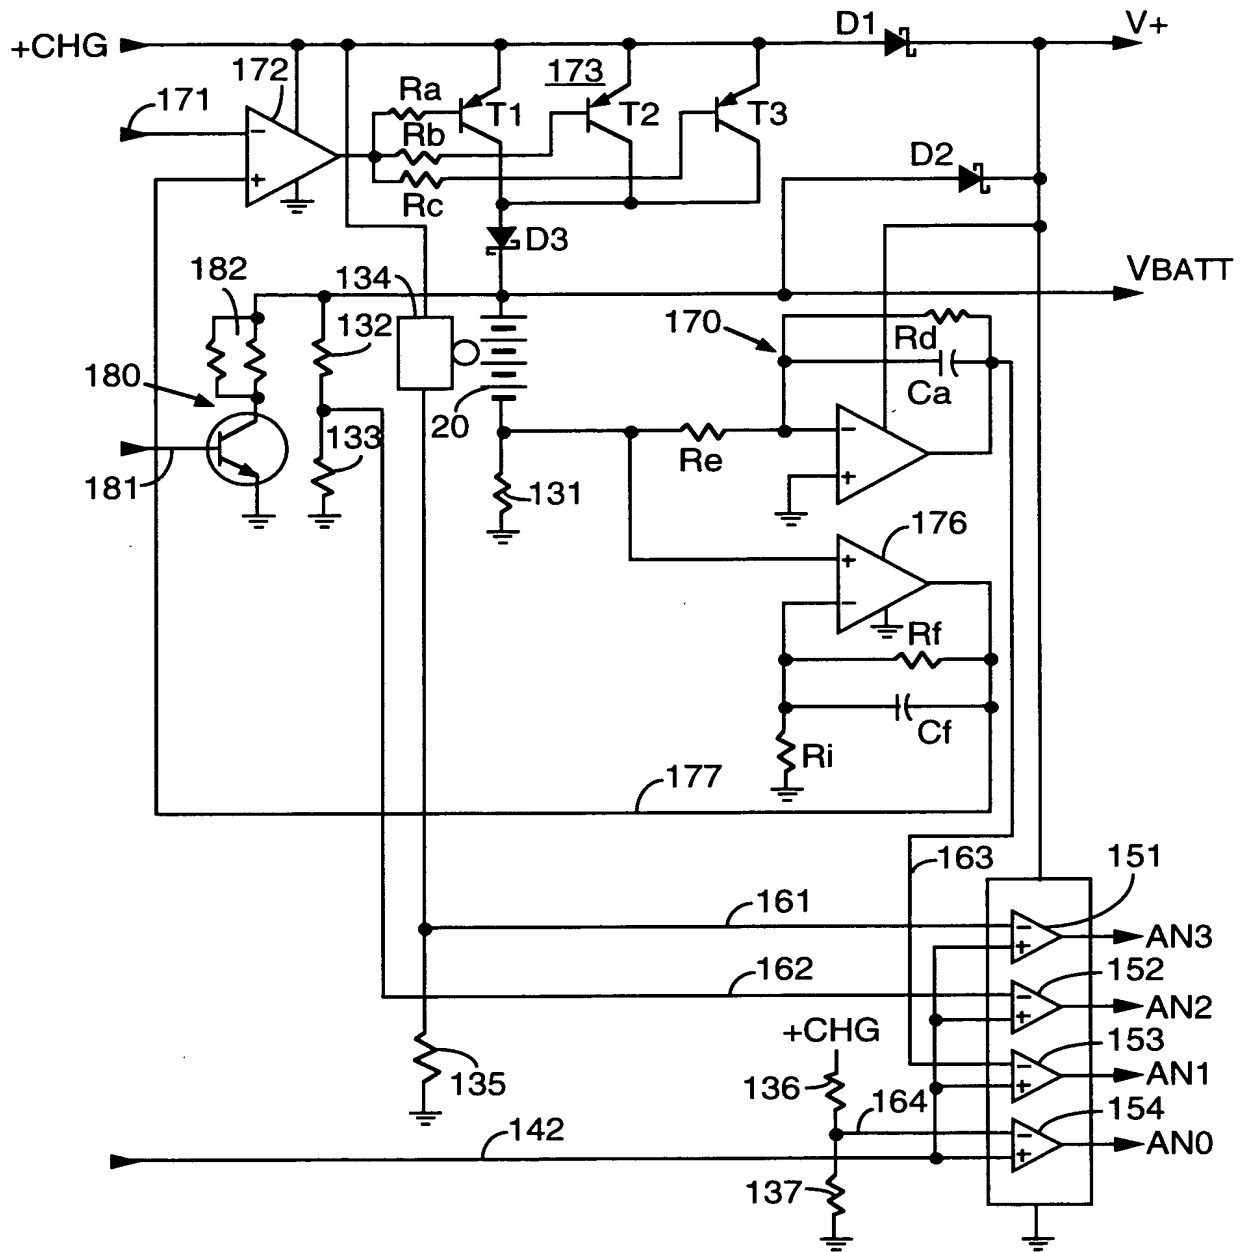 +CHG
D1
V+
172
173
171
Ra
T1
T2
T3
Rb
Rc
−
+
D2
D3
VBATT
182
134
132
170
Rd
Ca
180
20
133
Re
−
+
181
131
176
+
−
Rf
Cf
Ri
177
163
151
161
−
+
AN3
162
152
−
+
AN2
+CHG
153
135
136
−
+
AN1
164
154
142
−
+
AN0
137